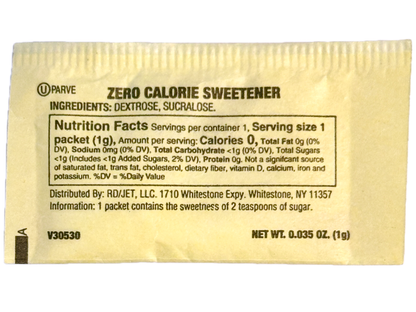 Ⓤ PARVE ZERO CALORIE SWEETENER
INGREDIENTS: DEXTROSE, SUCRALOSE.
Nutrition Facts Servings per container 1, Serving size 1
packet (1g), Amount per serving: Calories 0, Total Fat 0g (0%
DV), Sodium 0mg (0% DV), Total Carbohydrate <1g (0% DV), Total Sugars
<1g (Includes <1g Added Sugars, 2% DV), Protein 0g. Not a significant source
of saturated fat, trans fat, cholesterol, dietary fiber, vitamin D, calcium, iron and
potassium. %DV = %Daily Value
Distributed By: RD/JET, LLC. 1710 Whitestone Expy. Whitestone, NY 11357
Information: 1 packet contains the sweetness of 2 teaspoons of sugar.
A
V30530 NET WT. 0.035 OZ. (1g)